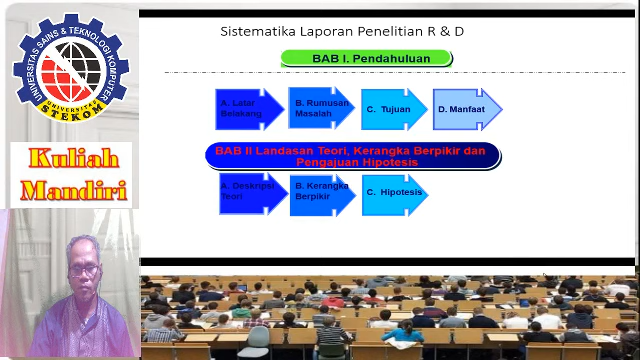 UNIVERSITAS SAINS & TEKNOLOGI KOMPUTER
STEKOM
Kuliah
Mandiri
Sistematika Laporan Penelitian R & D
BAB I. Pendahuluan
A. Latar
Belakang
B. Rumusan
Masalah
C. Tujuan
D. Manfaat
BAB II Landasan Teori, Kerangka Berpikir dan
Pengajuan Hipotesis
A. Deskripsi
Teori
B. Kerangka
Berpikir
C. Hipotesis